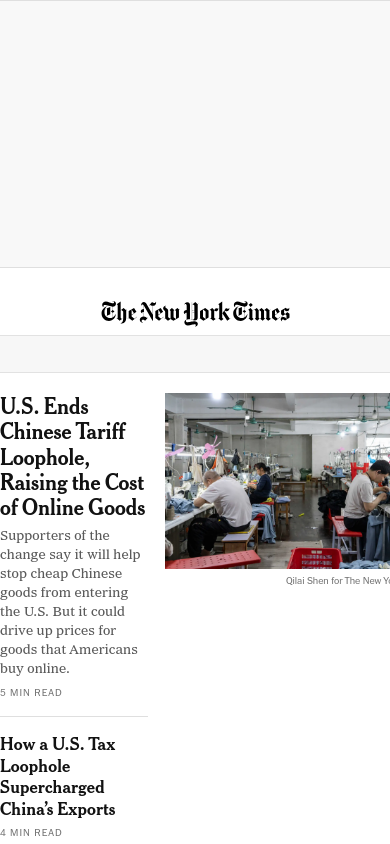 The New York Times
U.S. Ends
Chinese Tariff
Loophole,
Raising the Cost
of Online Goods
Supporters of the
change say it will help
stop cheap Chinese
goods from entering
the U.S. But it could
drive up prices for
goods that Americans
buy online.
5 MIN READ
Qilai Shen for The New Yo
How a U.S. Tax
Loophole
Supercharged
China’s Exports
4 MIN READ